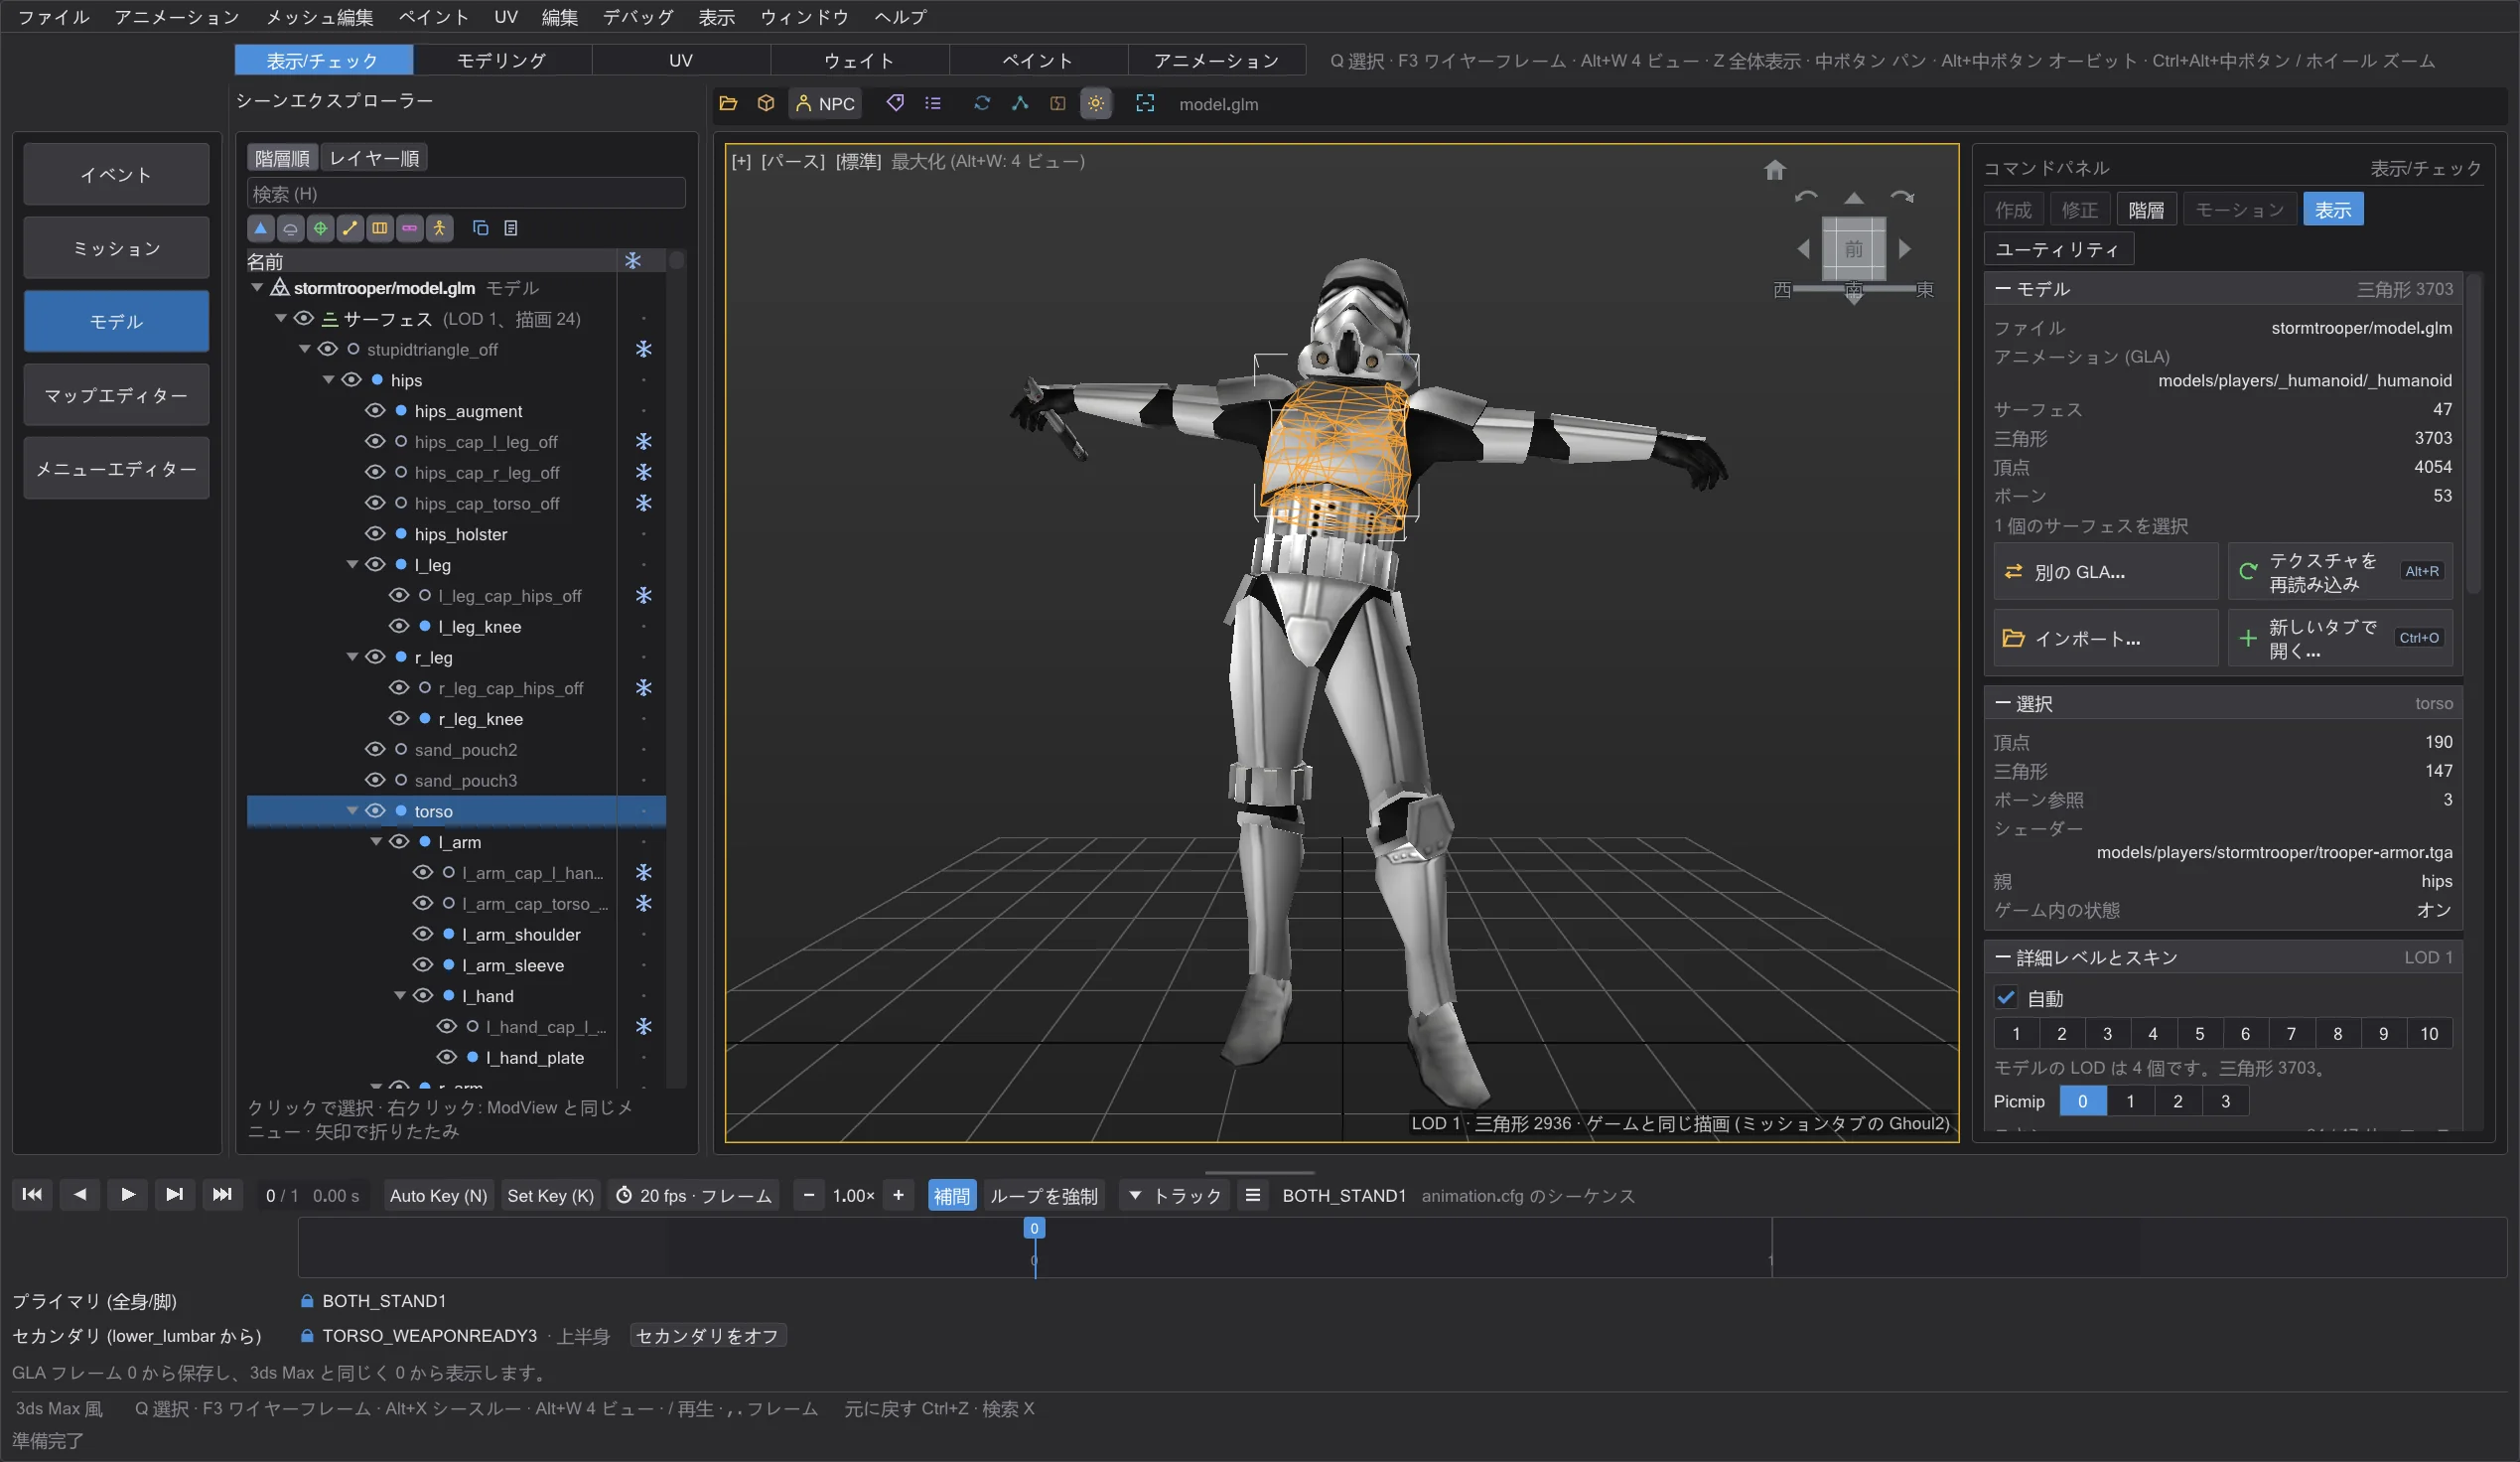 ファイル アニメーション メッシュ編集 ペイント UV 編集 デバッグ 表示 ウィンドウ ヘルプ
表示/チェック モデリング UV ウェイト ペイント アニメーション Q 選択 · F3 ワイヤーフレーム · Alt+W 4 ビュー · Z 全体表示 · 中ボタン パン · Alt+中ボタン オービット · Ctrl+Alt+中ボタン / ホイール ズーム
シーンエクスプローラー
NPC model.glm
イベント
ミッション
モデル
マップエディター
メニューエディター
階層順 レイヤー順
検索 (H)
名前
stormtrooper/model.glm モデル
サーフェス (LOD 1、描画 24)
stupidtriangle_off
hips
hips_augment
hips_cap_l_leg_off
hips_cap_r_leg_off
hips_cap_torso_off
hips_holster
l_leg
l_leg_cap_hips_off
l_leg_knee
r_leg
r_leg_cap_hips_off
r_leg_knee
sand_pouch2
sand_pouch3
torso
l_arm
l_arm_cap_l_han...
l_arm_cap_torso_...
l_arm_shoulder
l_arm_sleeve
l_hand
l_hand_cap_l_...
l_hand_plate
r_arm
クリックで選択 · 右クリック: ModView と同じメ
ニュー · 矢印で折りたたみ
[+] [パース] [標準] 最大化 (Alt+W: 4 ビュー)
前
西 南 東
LOD 1 · 三角形 2936 · ゲームと同じ描画 (ミッションタブの Ghoul2)
コマンドパネル 表示/チェック
作成 修正 階層 モーション 表示
ユーティリティ
モデル 三角形 3703
ファイル stormtrooper/model.glm
アニメーション (GLA)
models/players/_humanoid/_humanoid
サーフェス 47
三角形 3703
頂点 4054
ボーン 53
1 個のサーフェスを選択
別の GLA...
テクスチャを
再読み込み Alt+R
インポート...
新しいタブで
開く... Ctrl+O
選択 torso
頂点 190
三角形 147
ボーン参照 3
シェーダー
models/players/stormtrooper/trooper-armor.tga
親 hips
ゲーム内の状態 オン
詳細レベルとスキン LOD 1
自動
1 2 3 4 5 6 7 8 9 10
モデルの LOD は 4 個です。三角形 3703。
Picmip 0 1 2 3
0 / 1 0.00 s Auto Key (N) Set Key (K) 20 fps · フレーム − 1.00× + 補間 ループを強制 トラック BOTH_STAND1 animation.cfg のシーケンス
0
0 1
プライマリ (全身/脚) BOTH_STAND1
セカンダリ (lower_lumbar から) TORSO_WEAPONREADY3 · 上半身 セカンダリをオフ
GLA フレーム 0 から保存し、3ds Max と同じく 0 から表示します。
3ds Max 風 Q 選択 · F3 ワイヤーフレーム · Alt+X シースルー · Alt+W 4 ビュー · / 再生 · , . フレーム 元に戻す Ctrl+Z · 検索 X
準備完了